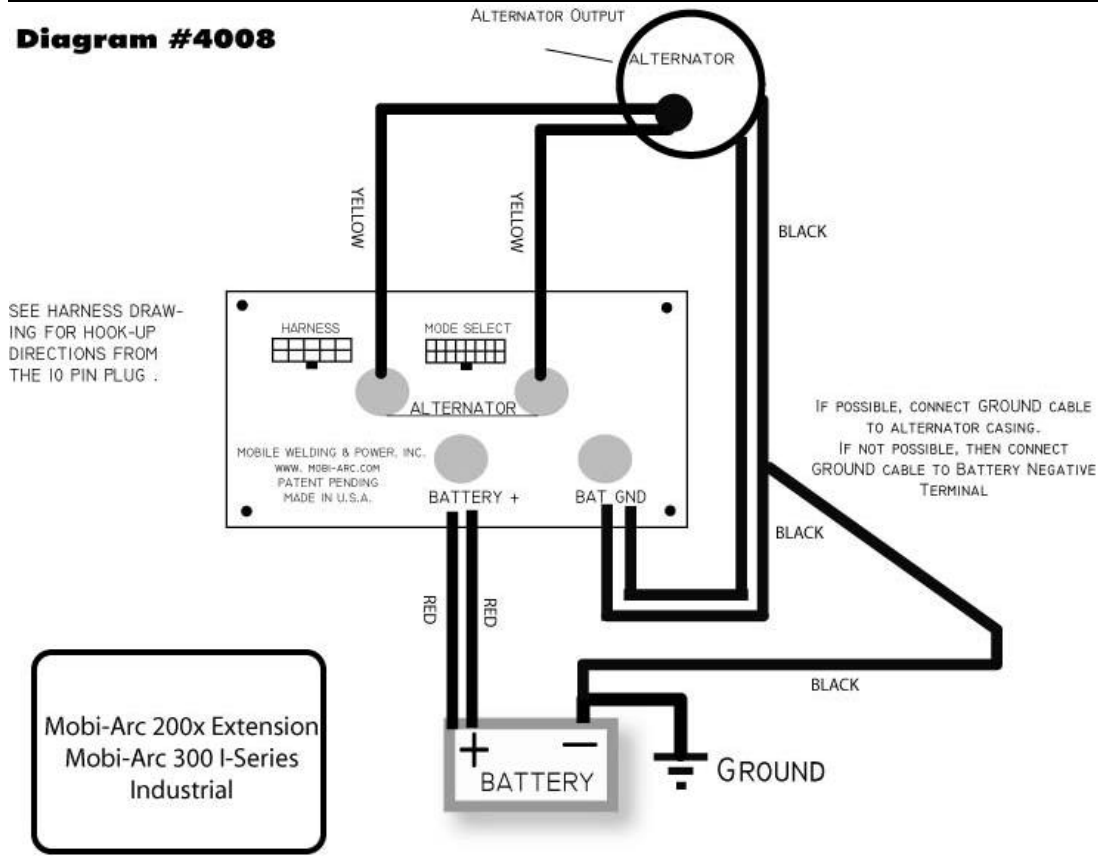 Diagram #4008
ALTERNATOR OUTPUT
ALTERNATOR
YELLOW
YELLOW
BLACK
SEE HARNESS DRAW-
ING FOR HOOK-UP
DIRECTIONS FROM
THE 10 PIN PLUG .
HARNESS
MODE SELECT
ALTERNATOR
MOBILE WELDING & POWER, INC.
WWW. MOBI-ARC.COM
PATENT PENDING
MADE IN U.S.A.
BATTERY +
BAT GND
IF POSSIBLE, CONNECT GROUND CABLE
TO ALTERNATOR CASING.
IF NOT POSSIBLE, THEN CONNECT
GROUND CABLE TO BATTERY NEGATIVE
TERMINAL
BLACK
RED
RED
BLACK
Mobi-Arc 200x Extension
Mobi-Arc 300 I-Series
Industrial
+ —
BATTERY
GROUND